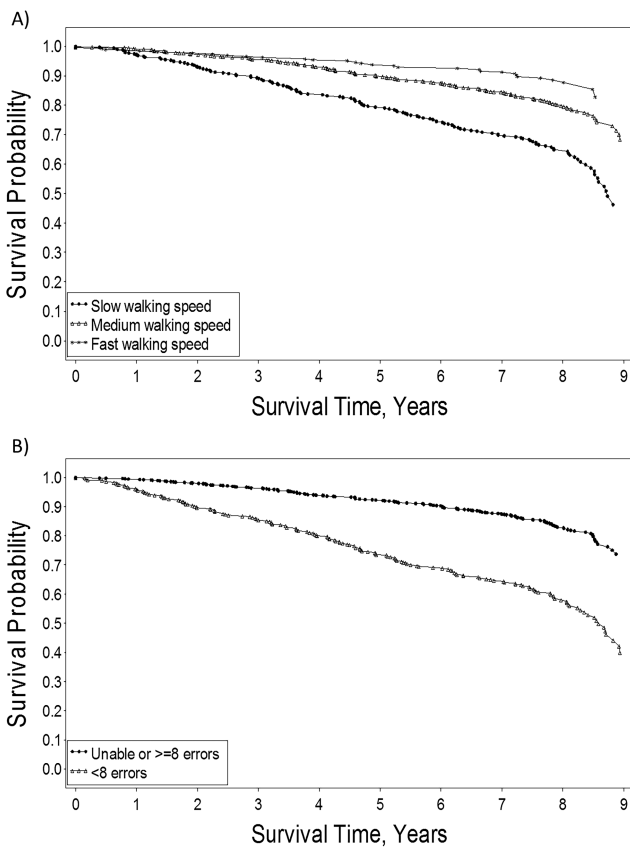 A)
Survival Probability
1.0
0.9
0.8
0.7
0.6
0.5
0.4
0.3
0.2
0.1
0.0
Slow walking speed
Medium walking speed
Fast walking speed
0 1 2 3 4 5 6 7 8 9
Survival Time, Years
B)
Survival Probability
1.0
0.9
0.8
0.7
0.6
0.5
0.4
0.3
0.2
0.1
0.0
Unable or >=8 errors
<8 errors
0 1 2 3 4 5 6 7 8 9
Survival Time, Years